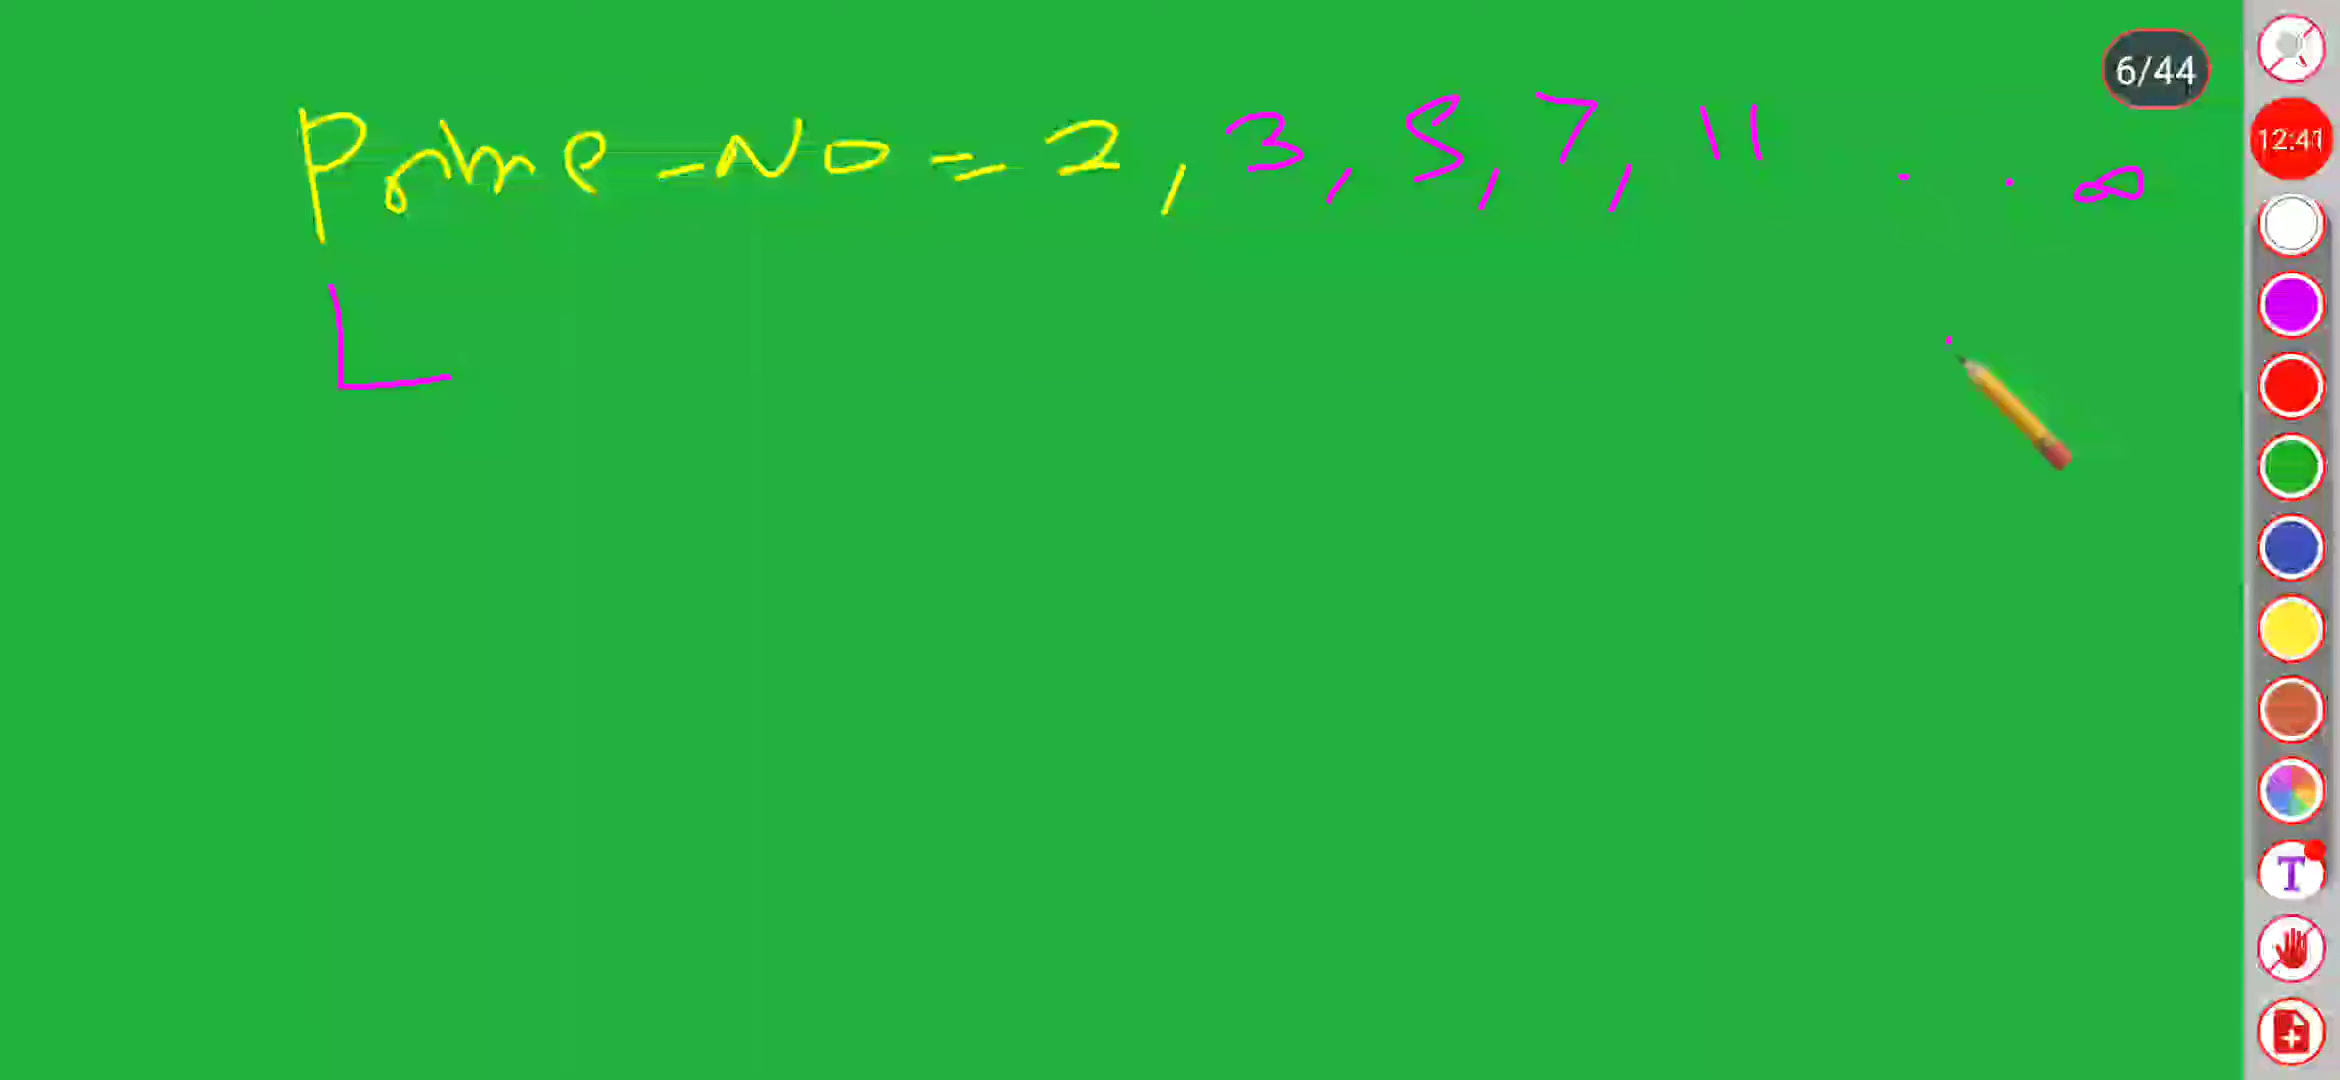 6/44
12:41
Prime-No = 2, 3, 5, 7, 11 . . ∞
L
T